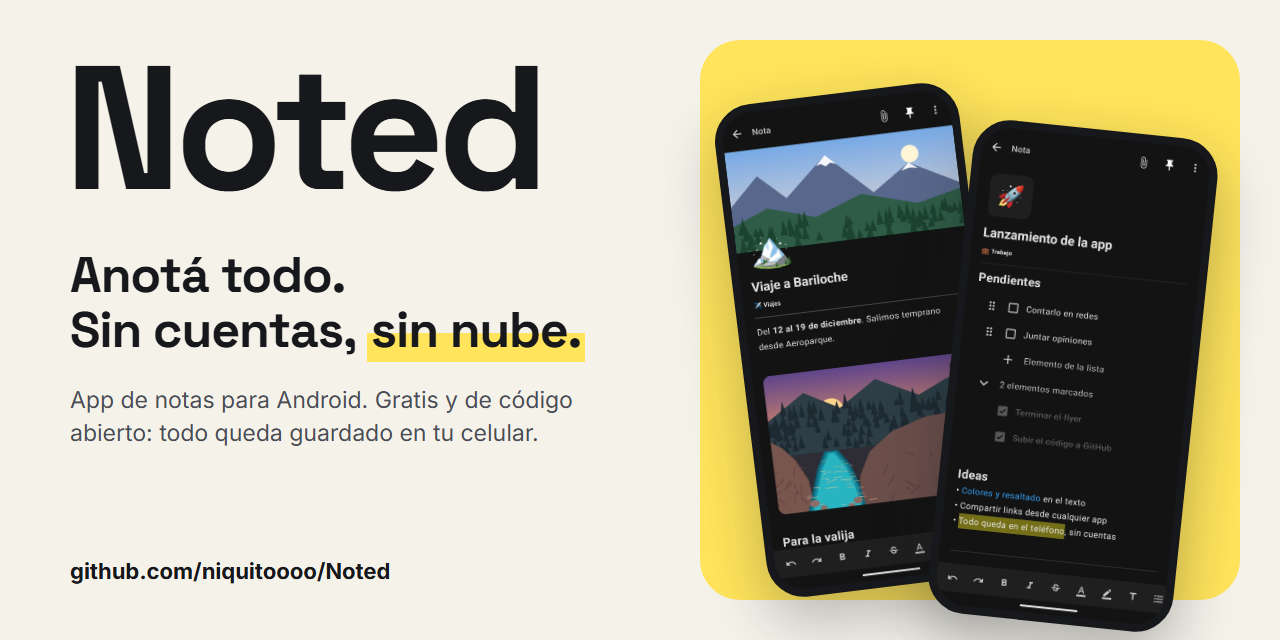 Noted
Anotá todo.
Sin cuentas, sin nube.
App de notas para Android. Gratis y de código
abierto: todo queda guardado en tu celular.
github.com/niquitoooo/Noted
Nota
Viaje a Bariloche
Viajes
Del 12 al 19 de diciembre. Salimos temprano
desde Aeroparque.
Para la valija
B I S A
Nota
Lanzamiento de la app
Trabajo
Pendientes
Contarlo en redes
Juntar opiniones
Elemento de la lista
2 elementos marcados
Terminar el flyer
Subir el código a GitHub
Ideas
• Colores y resaltado en el texto
• Compartir links desde cualquier app
• Todo queda en el teléfono, sin cuentas
B I S A T